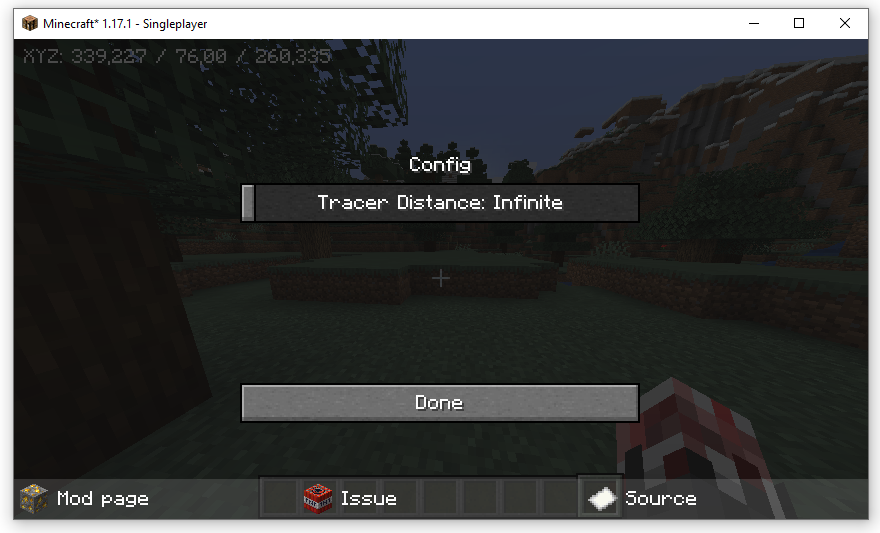 Minecraft* 1.17.1 - Singleplayer
XYZ: 339,227 / 76,00 / 260,335
Config
Tracer Distance: Infinite
Done
Mod page
Issue
Source